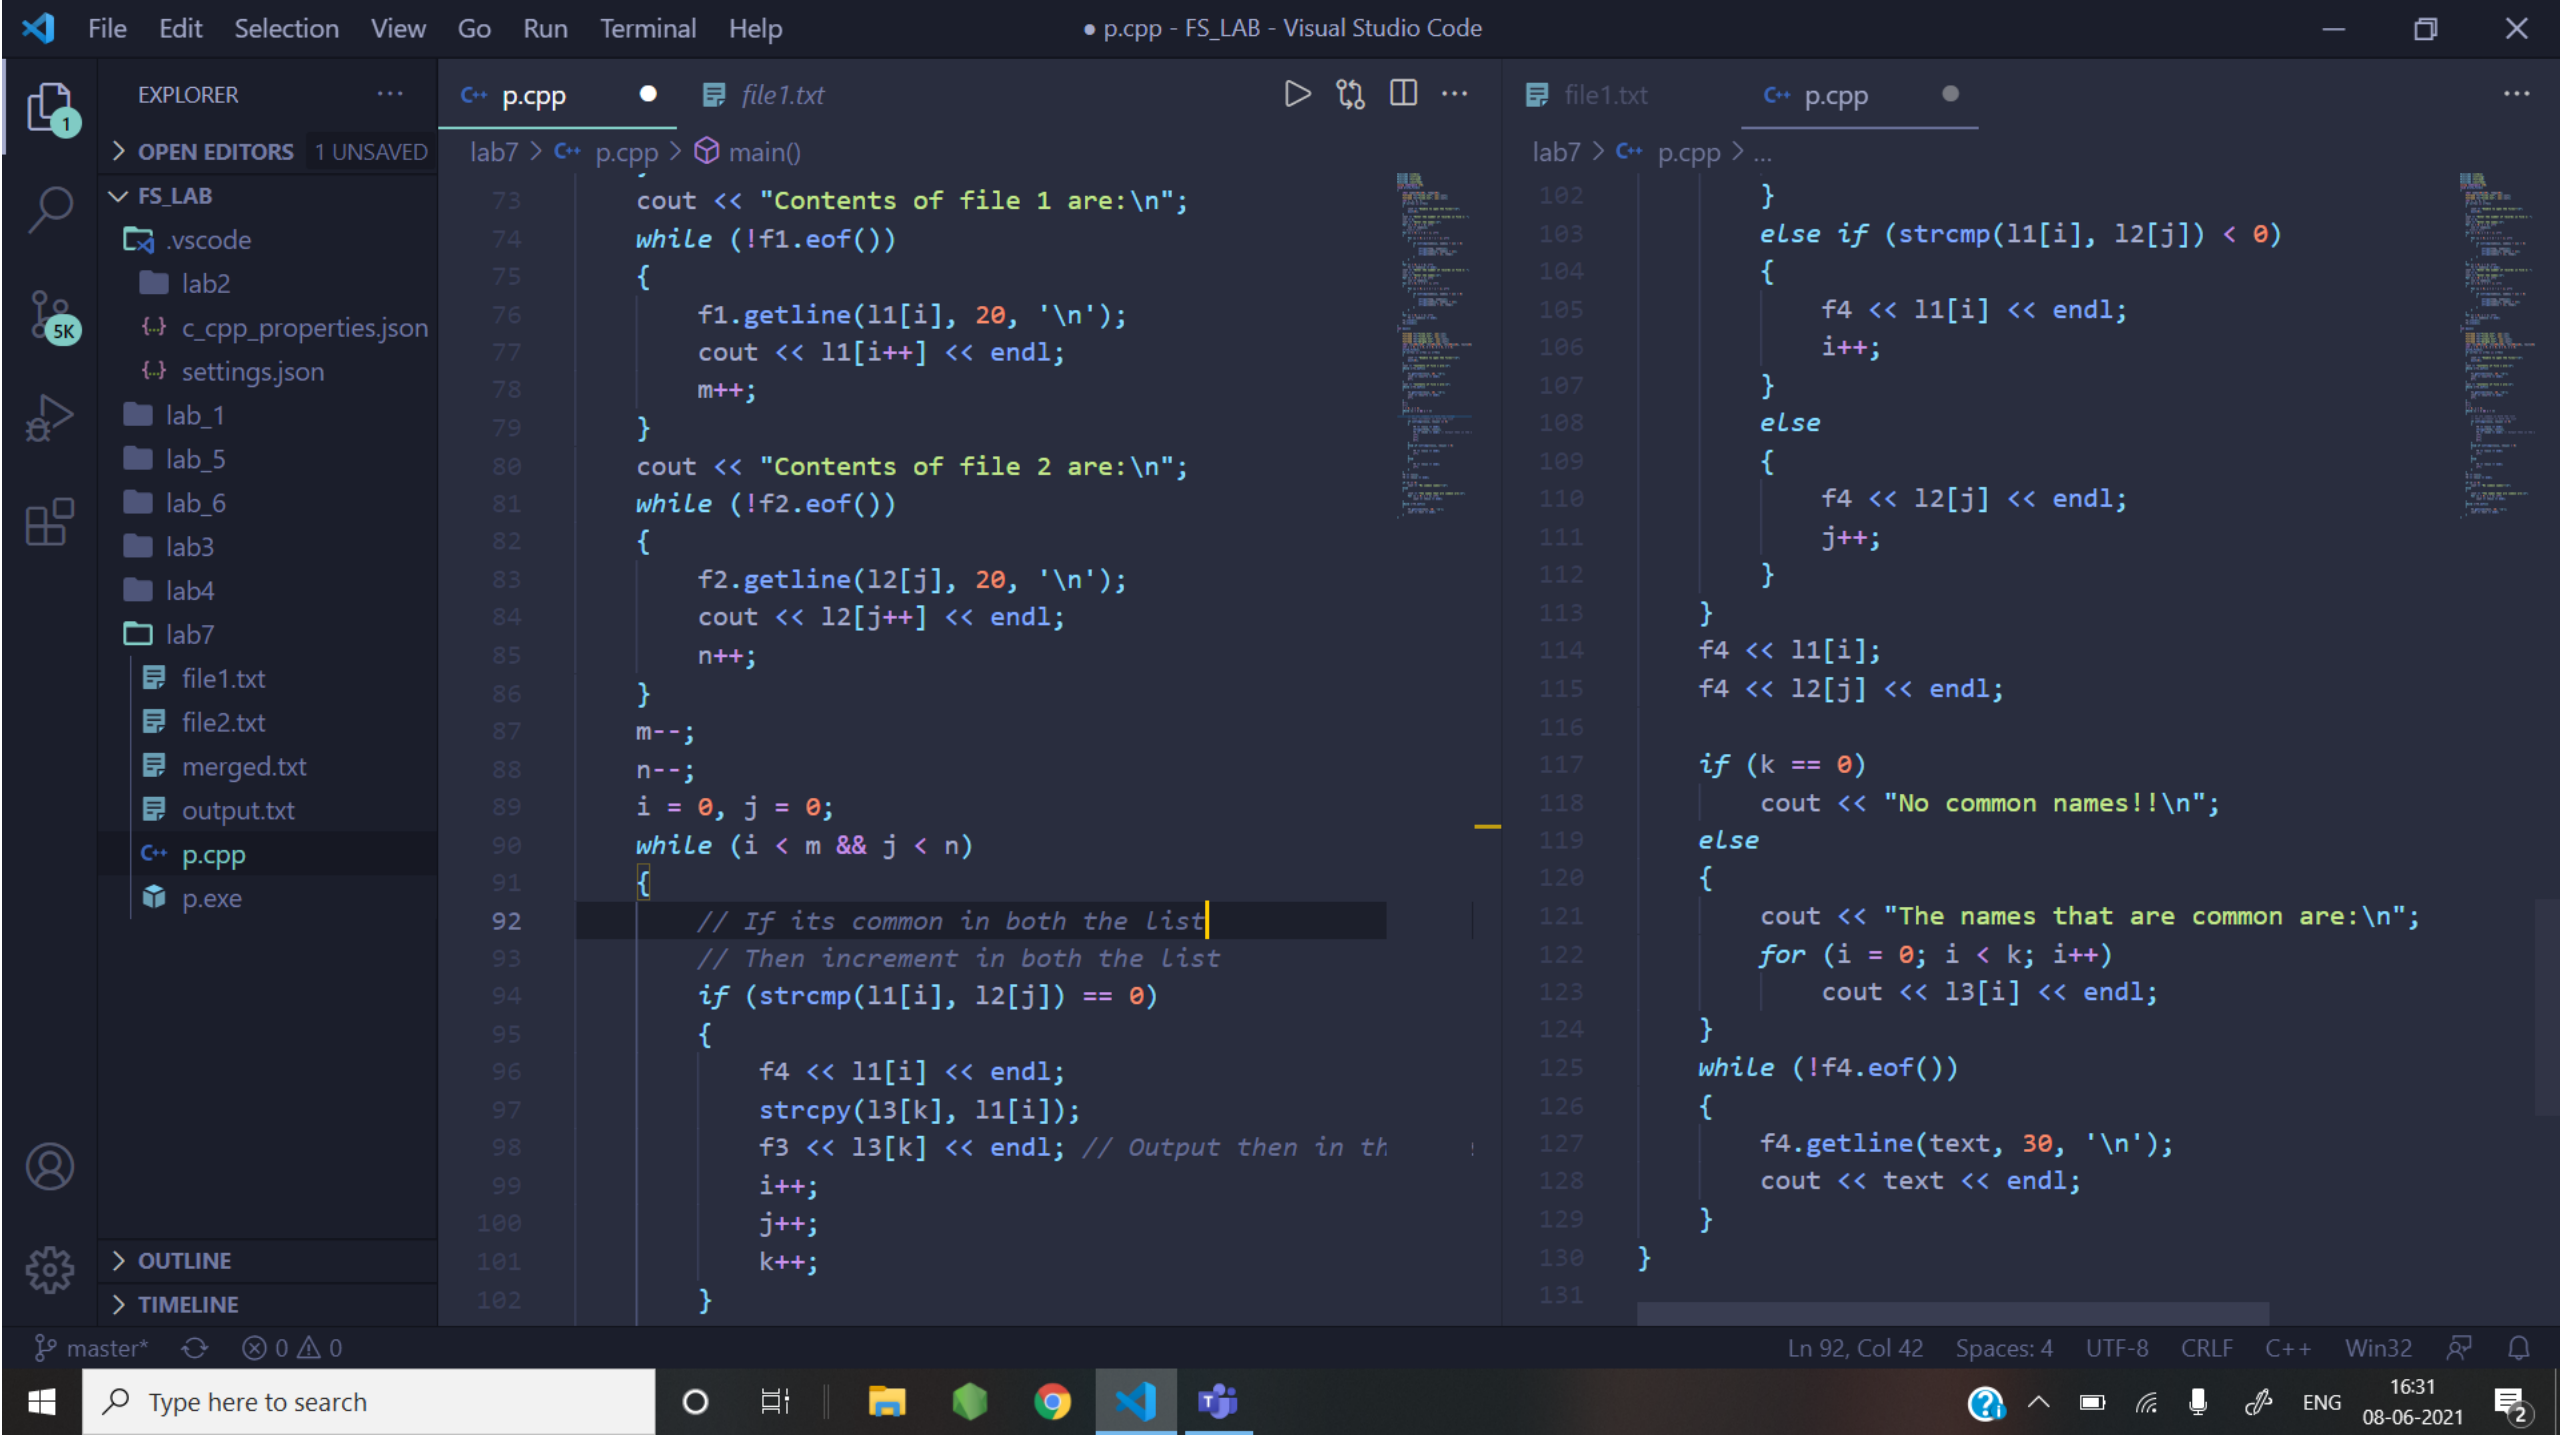 File Edit Selection View Go Run Terminal Help
● p.cpp - FS_LAB - Visual Studio Code
EXPLORER ...
OPEN EDITORS 1 UNSAVED
FS_LAB
.vscode
lab2
{..} c_cpp_properties.json
{..} settings.json
lab_1
lab_5
lab_6
lab3
lab4
lab7
file1.txt
file2.txt
merged.txt
output.txt
C++ p.cpp
p.exe
OUTLINE
TIMELINE
1
5K
C++ p.cpp ● file1.txt
lab7 > C++ p.cpp > main()
73 cout << "Contents of file 1 are:\n";
74 while (!f1.eof())
75 {
76 f1.getline(l1[i], 20, '\n');
77 cout << l1[i++] << endl;
78 m++;
79 }
80 cout << "Contents of file 2 are:\n";
81 while (!f2.eof())
82 {
83 f2.getline(l2[j], 20, '\n');
84 cout << l2[j++] << endl;
85 n++;
86 }
87 m--;
88 n--;
89 i = 0, j = 0;
90 while (i < m && j < n)
91 {
92 // If its common in both the list
93 // Then increment in both the list
94 if (strcmp(l1[i], l2[j]) == 0)
95 {
96 f4 << l1[i] << endl;
97 strcpy(l3[k], l1[i]);
98 f3 << l3[k] << endl; // Output then in th
99 i++;
100 j++;
101 k++;
102 }
file1.txt C++ p.cpp ●
lab7 > C++ p.cpp > ...
102 }
103 else if (strcmp(l1[i], l2[j]) < 0)
104 {
105 f4 << l1[i] << endl;
106 i++;
107 }
108 else
109 {
110 f4 << l2[j] << endl;
111 j++;
112 }
113 }
114 f4 << l1[i];
115 f4 << l2[j] << endl;
116
117 if (k == 0)
118 cout << "No common names!!\n";
119 else
120 {
121 cout << "The names that are common are:\n";
122 for (i = 0; i < k; i++)
123 cout << l3[i] << endl;
124 }
125 while (!f4.eof())
126 {
127 f4.getline(text, 30, '\n');
128 cout << text << endl;
129 }
130 }
131
master* 0 0 Ln 92, Col 42 Spaces: 4 UTF-8 CRLF C++ Win32
Type here to search
ENG
16:31
08-06-2021
2